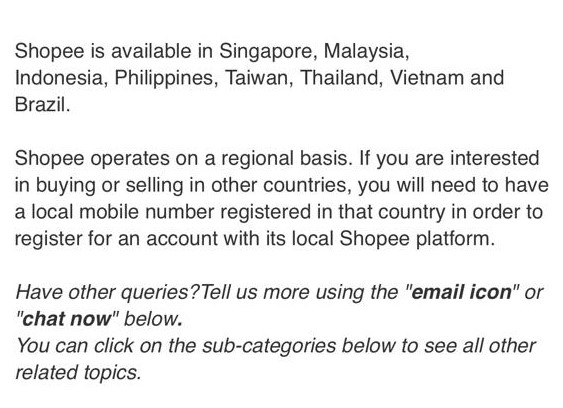 Shopee is available in Singapore, Malaysia,
Indonesia, Philippines, Taiwan, Thailand, Vietnam and
Brazil.
Shopee operates on a regional basis. If you are interested
in buying or selling in other countries, you will need to have
a local mobile number registered in that country in order to
register for an account with its local Shopee platform.
Have other queries?Tell us more using the "email icon" or
"chat now" below.
You can click on the sub-categories below to see all other
related topics.